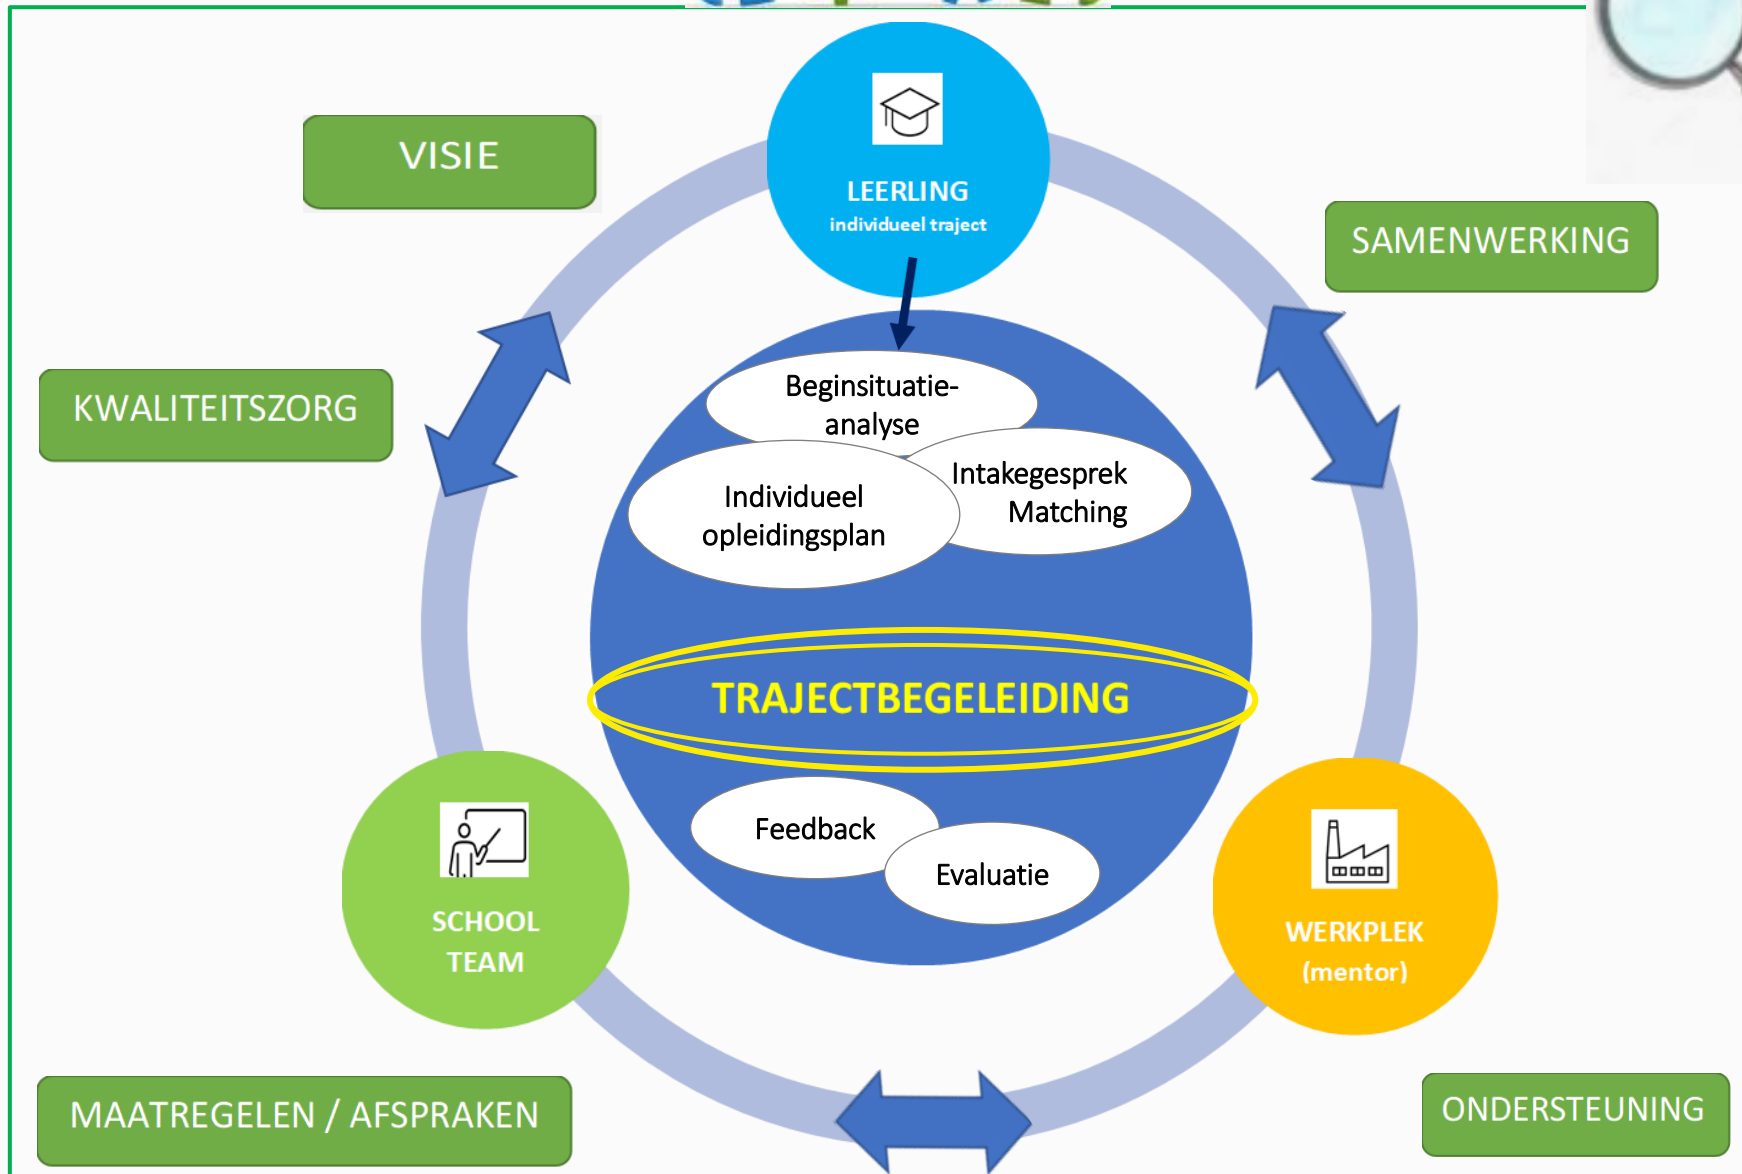 LEERLING
individueel traject
VISIE
SAMENWERKING
KWALITEITSZORG
Beginsituatie-
analyse
Intakegesprek
Matching
Individueel
opleidingsplan
TRAJECTBEGELEIDING
Feedback
Evaluatie
SCHOOL
TEAM
WERKPLEK
(mentor)
MAATREGELEN / AFSPRAKEN
ONDERSTEUNING